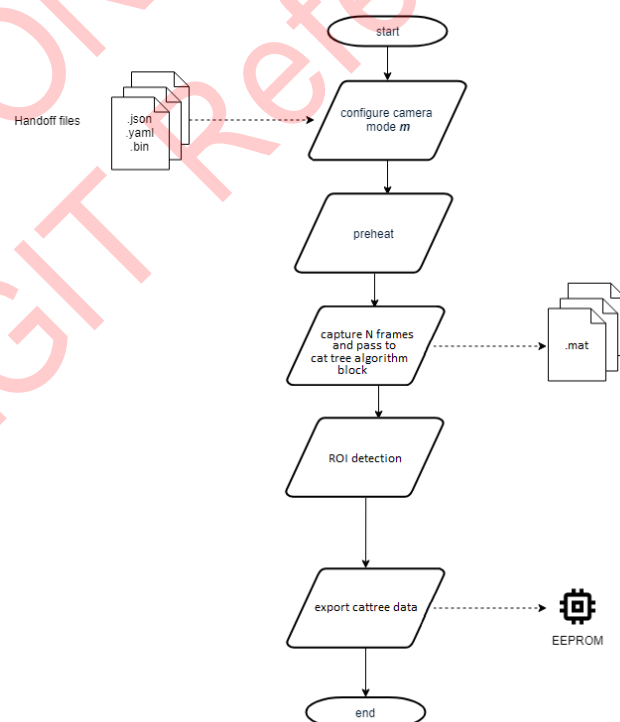 start
Handoff files
.json
.yaml
.bin
configure camera
mode m
preheat
capture N frames
and pass to
cat tree algorithm
block
.mat
ROI detection
export cattree data
EEPROM
end